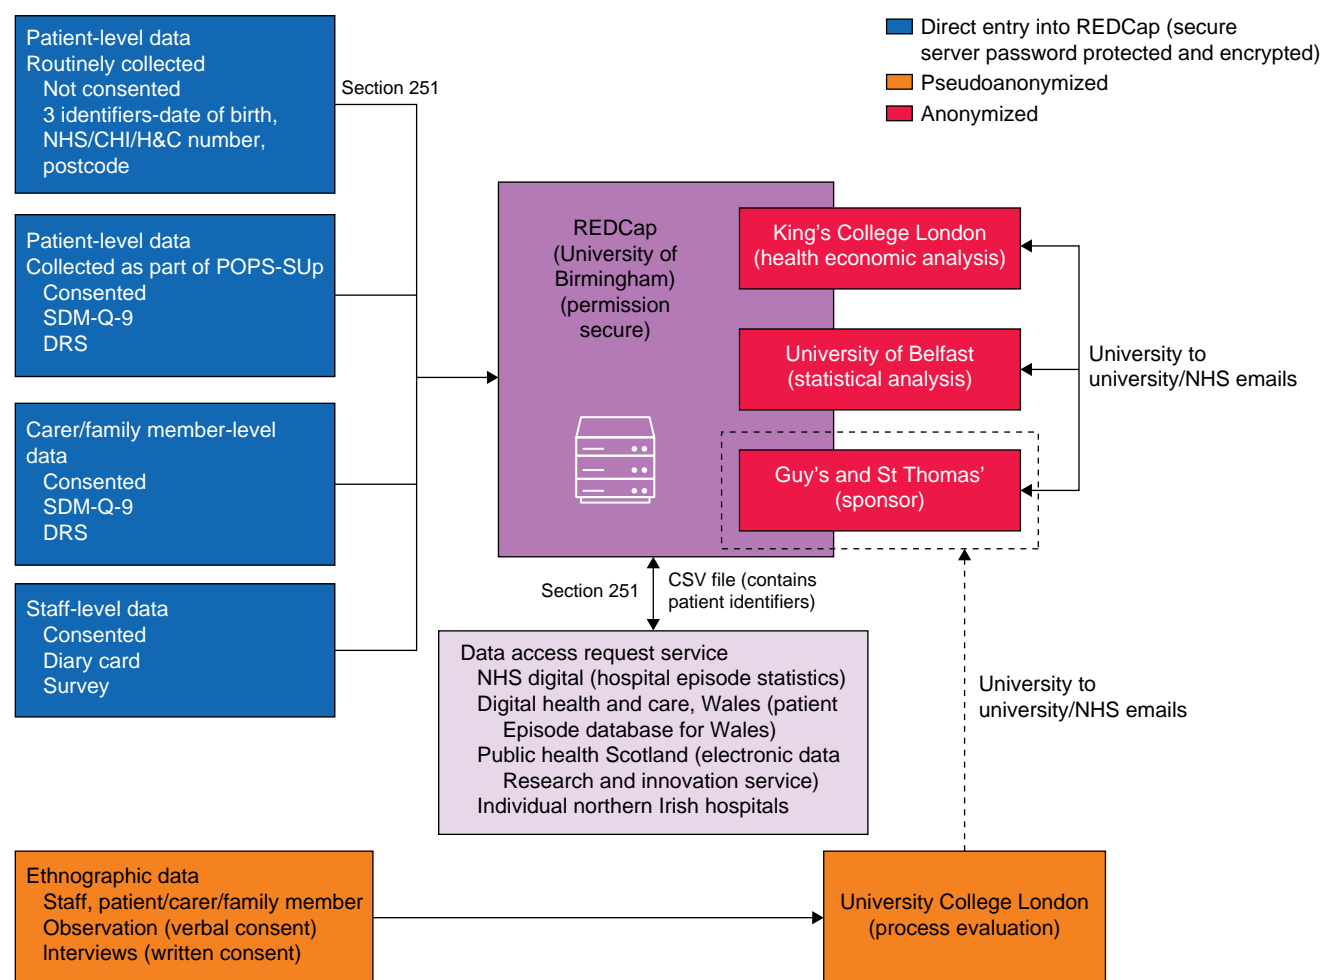 Patient-level data
Routinely collected
Not consented
3 identifiers-date of birth,
NHS/CHI/H&C number,
postcode
Section 251
Direct entry into REDCap (secure
server password protected and encrypted)
Pseudoanonymized
Anonymized
Patient-level data
Collected as part of POPS-SUp
Consented
SDM-Q-9
DRS
Carer/family member-level
data
Consented
SDM-Q-9
DRS
Staff-level data
Consented
Diary card
Survey
REDCap
(University of
Birmingham)
(permission
secure)
King’s College London
(health economic analysis)
University of Belfast
(statistical analysis)
Guy’s and St Thomas’
(sponsor)
University to
university/NHS emails
Section 251
CSV file (contains
patient identifiers)
Data access request service
NHS digital (hospital episode statistics)
Digital health and care, Wales (patient
Episode database for Wales)
Public health Scotland (electronic data
Research and innovation service)
Individual northern Irish hospitals
University to
university/NHS emails
Ethnographic data
Staff, patient/carer/family member
Observation (verbal consent)
Interviews (written consent)
University College London
(process evaluation)